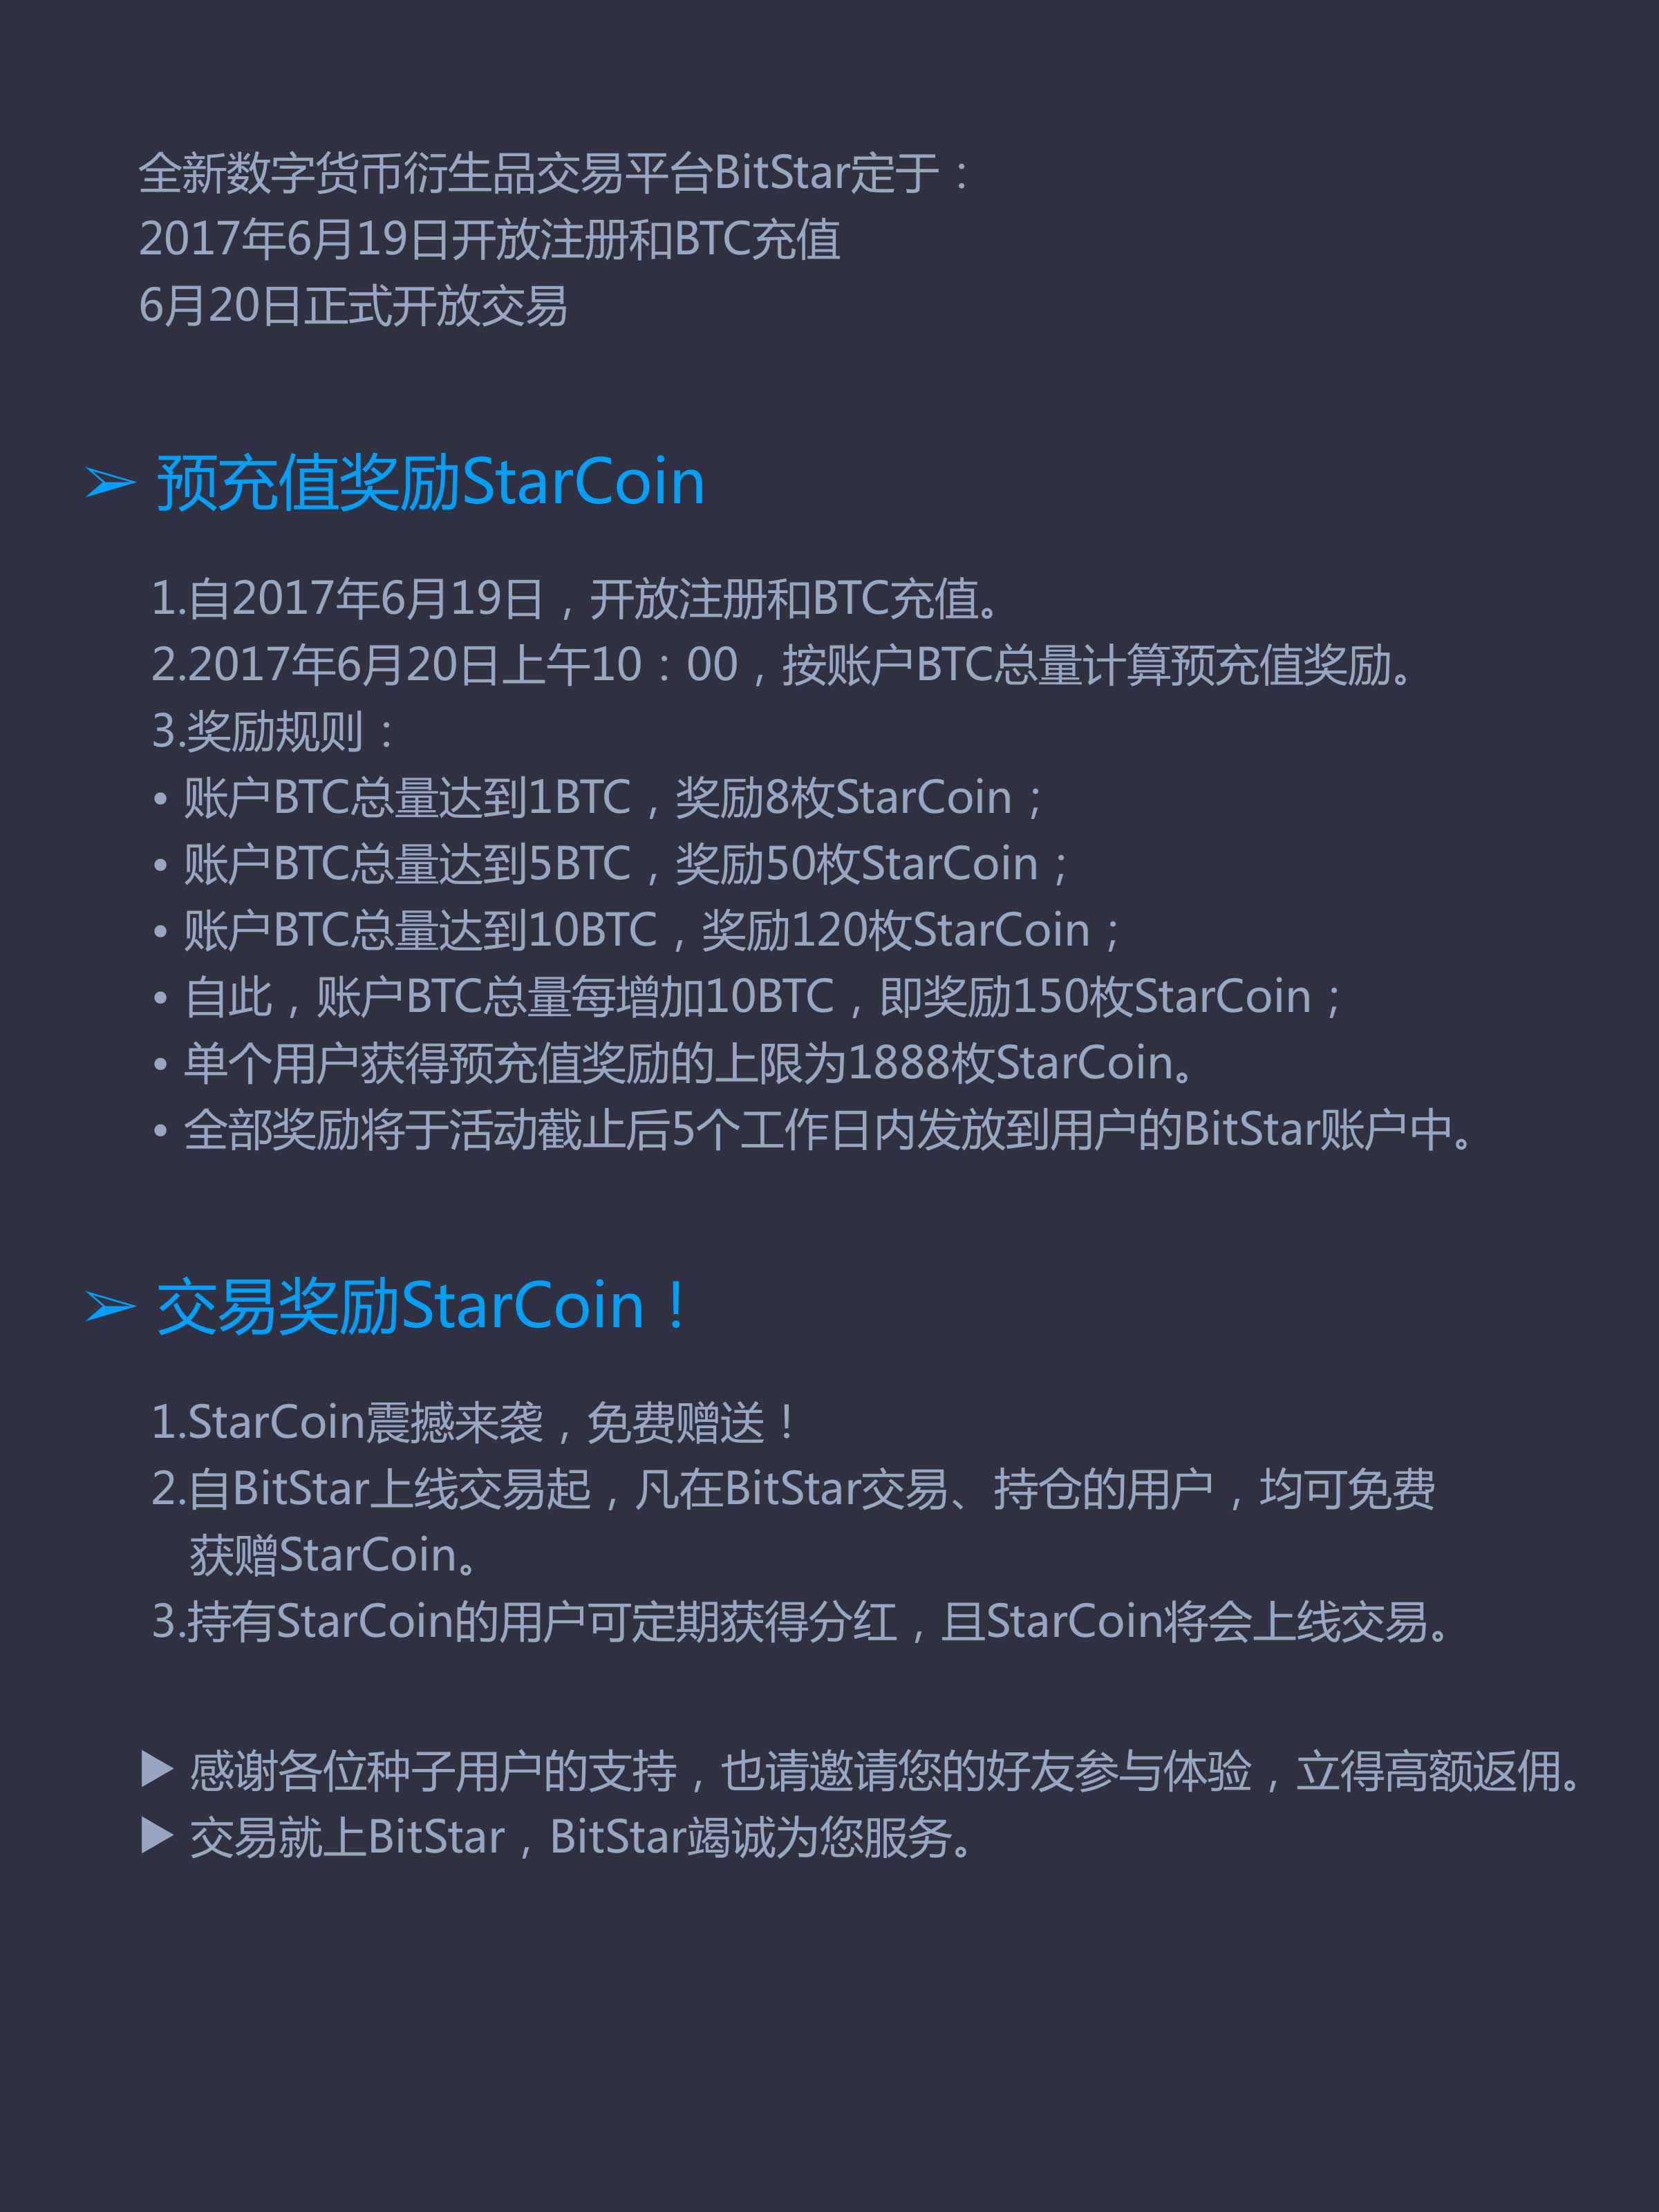 全新数字货币衍生品交易平台BitStar定于：
2017年6月19日开放注册和BTC充值
6月20日正式开放交易
➢ 预充值奖励StarCoin
1.自2017年6月19日，开放注册和BTC充值。
2.2017年6月20日上午10：00，按账户BTC总量计算预充值奖励。
3.奖励规则：
• 账户BTC总量达到1BTC，奖励8枚StarCoin；
• 账户BTC总量达到5BTC，奖励50枚StarCoin；
• 账户BTC总量达到10BTC，奖励120枚StarCoin；
• 自此，账户BTC总量每增加10BTC，即奖励150枚StarCoin；
• 单个用户获得预充值奖励的上限为1888枚StarCoin。
• 全部奖励将于活动截止后5个工作日内发放到用户的BitStar账户中。
➢ 交易奖励StarCoin！
1.StarCoin震撼来袭，免费赠送！
2.自BitStar上线交易起，凡在BitStar交易、持仓的用户，均可免费
获赠StarCoin。
3.持有StarCoin的用户可定期获得分红，且StarCoin将会上线交易。
▶ 感谢各位种子用户的支持，也请邀请您的好友参与体验，立得高额返佣。
▶ 交易就上BitStar，BitStar竭诚为您服务。